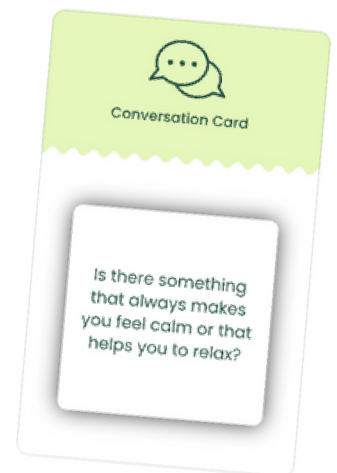 Conversation Card
Is there something
that always makes
you feel calm or that
helps you to relax?